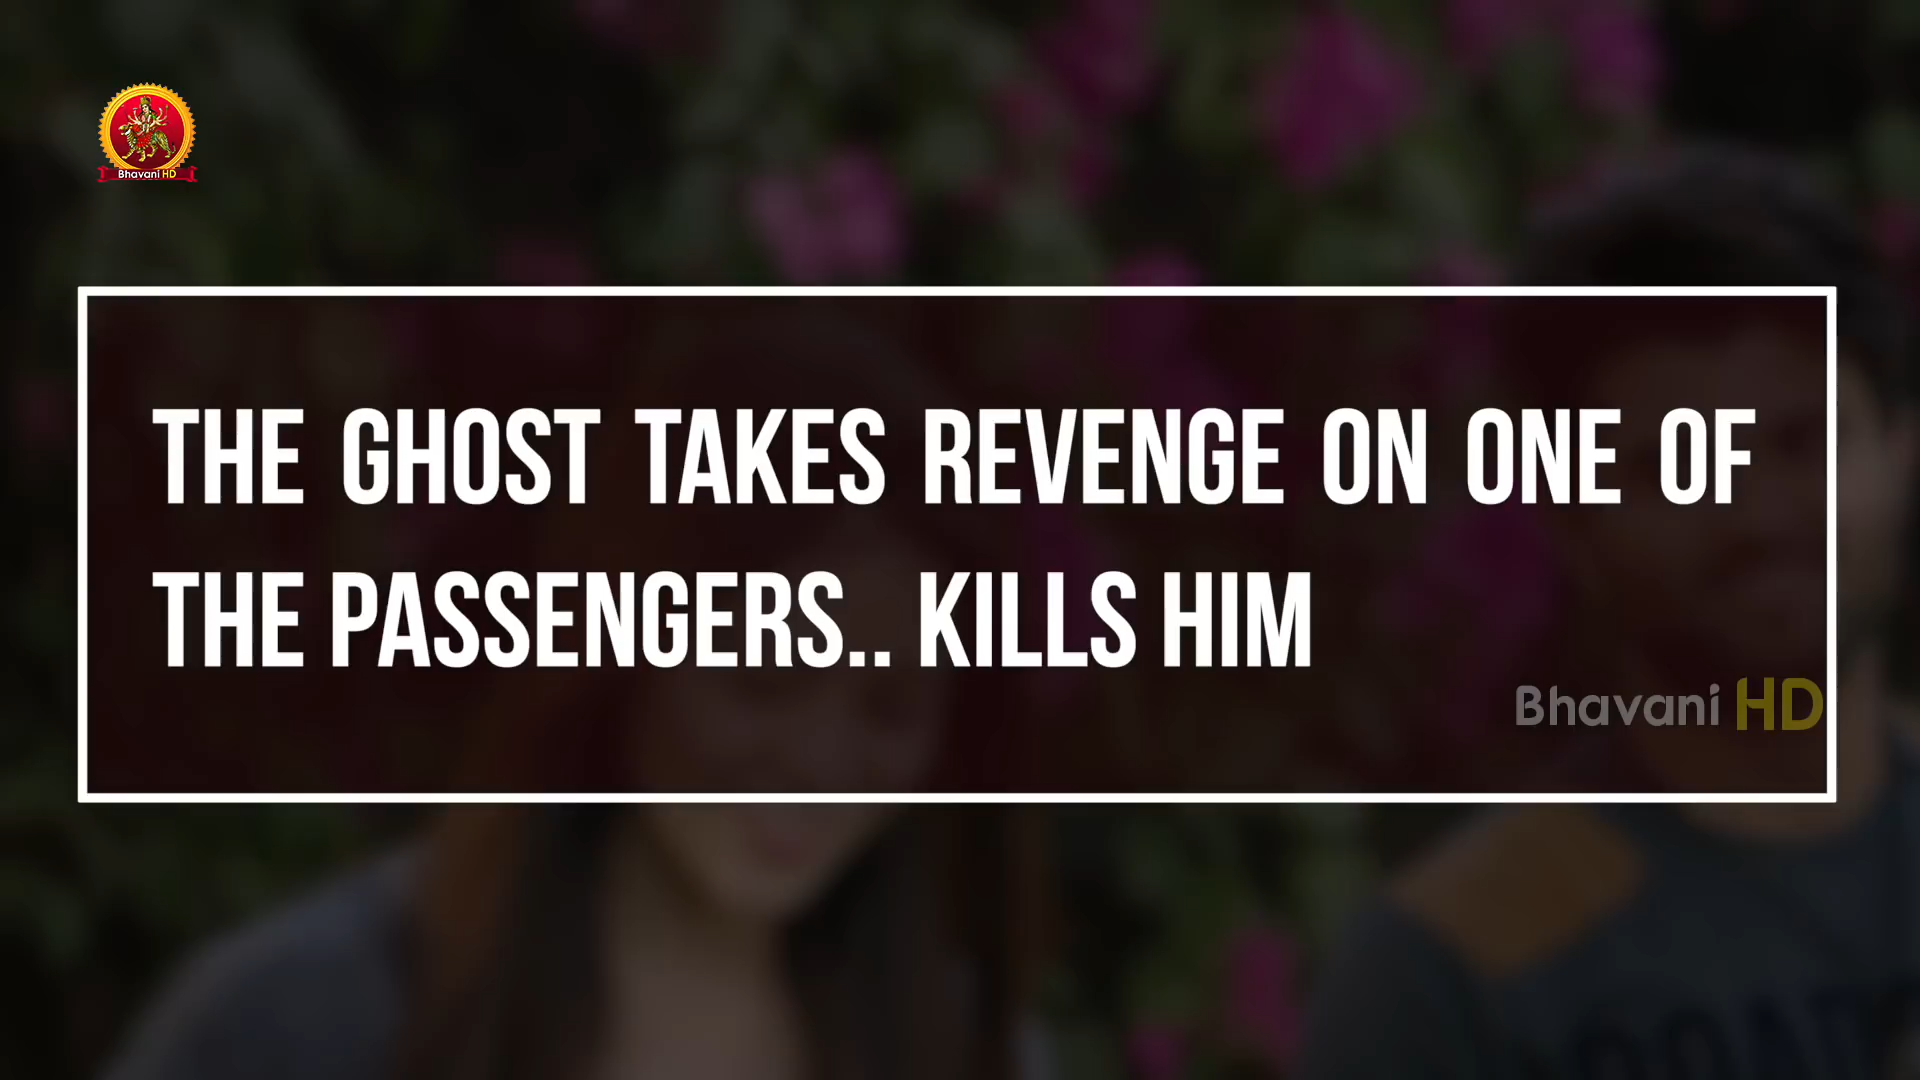 Bhavani HD
THE GHOST TAKES REVENGE ON ONE OF
THE PASSENGERS.. KILLS HIM
Bhavani HD